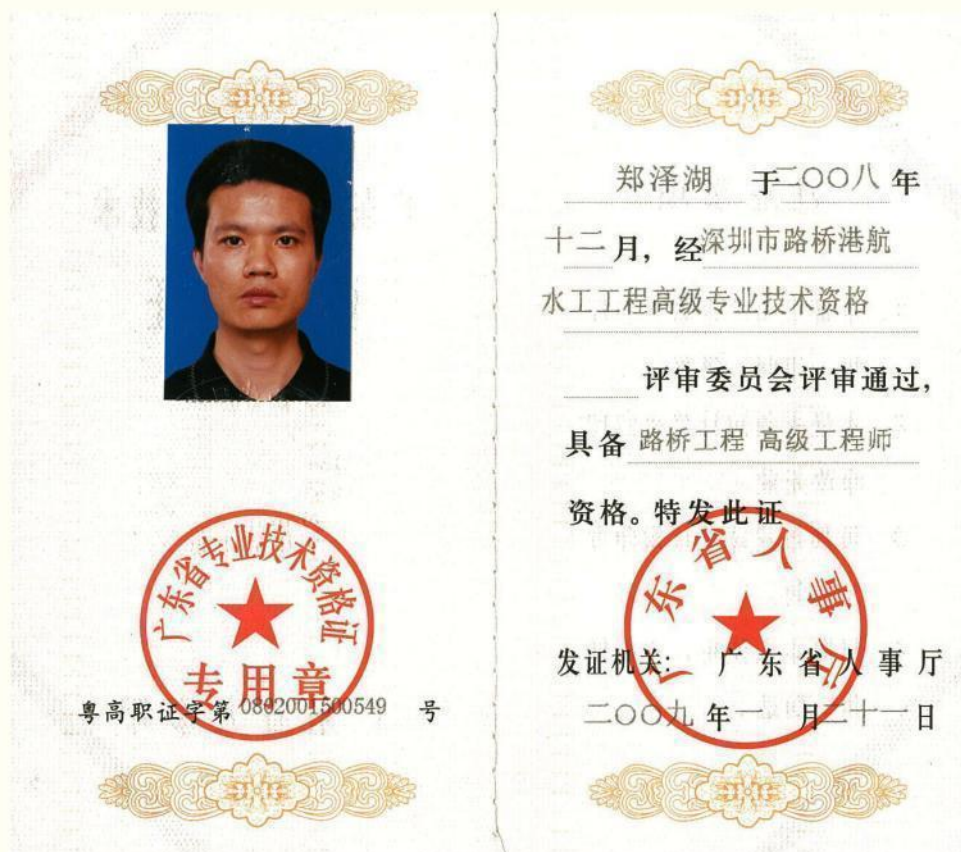 广东省专业技术资格证
专用章
粤高职证字第 0802001500549 号
郑泽湖 于二〇〇八年
十二月，经深圳市路桥港航
水工工程高级专业技术资格
评审委员会评审通过，
具备 路桥工程 高级工程师
资格。特发此证
广东省人事厅
发证机关： 广东省人事厅
二〇〇九年一月二十一日